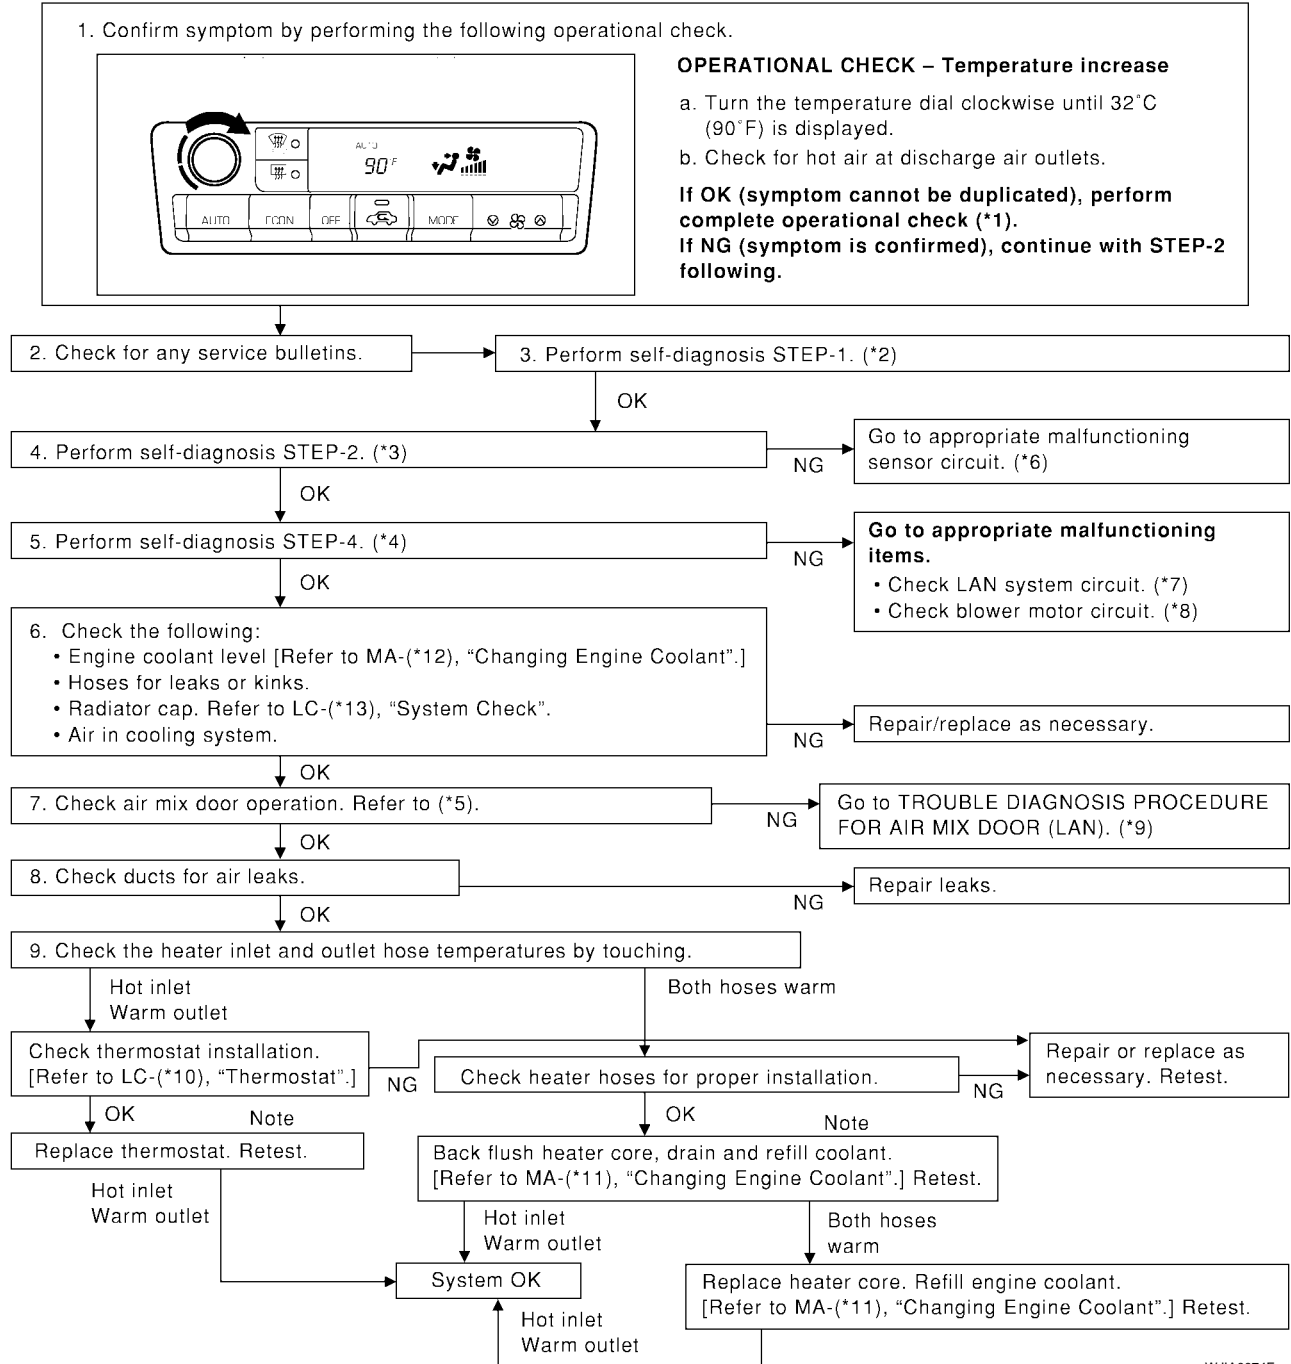 1. Confirm symptom by performing the following operational check.
AUTO
90°F
AUTO
ECON
OFF
MODE
OPERATIONAL CHECK – Temperature increase
a. Turn the temperature dial clockwise until 32°C
(90°F) is displayed.
b. Check for hot air at discharge air outlets.
If OK (symptom cannot be duplicated), perform
complete operational check (*1).
If NG (symptom is confirmed), continue with STEP-2
following.
2. Check for any service bulletins.
3. Perform self-diagnosis STEP-1. (*2)
OK
4. Perform self-diagnosis STEP-2. (*3)
NG
Go to appropriate malfunctioning
sensor circuit. (*6)
OK
5. Perform self-diagnosis STEP-4. (*4)
NG
Go to appropriate malfunctioning
items.
• Check LAN system circuit. (*7)
• Check blower motor circuit. (*8)
OK
6. Check the following:
• Engine coolant level [Refer to MA-(*12), “Changing Engine Coolant”.]
• Hoses for leaks or kinks.
• Radiator cap. Refer to LC-(*13), “System Check”.
• Air in cooling system.
NG
Repair/replace as necessary.
OK
7. Check air mix door operation. Refer to (*5).
NG
Go to TROUBLE DIAGNOSIS PROCEDURE
FOR AIR MIX DOOR (LAN). (*9)
OK
8. Check ducts for air leaks.
NG
Repair leaks.
OK
9. Check the heater inlet and outlet hose temperatures by touching.
Hot inlet
Warm outlet
Both hoses warm
Check thermostat installation.
[Refer to LC-(*10), “Thermostat”.]
NG
Check heater hoses for proper installation.
NG
Repair or replace as
necessary. Retest.
OK
Note
OK
Note
Replace thermostat. Retest.
Back flush heater core, drain and refill coolant.
[Refer to MA-(*11), “Changing Engine Coolant”.] Retest.
Hot inlet
Warm outlet
Hot inlet
Warm outlet
Both hoses
warm
System OK
Replace heater core. Refill engine coolant.
[Refer to MA-(*11), “Changing Engine Coolant”.] Retest.
Hot inlet
Warm outlet